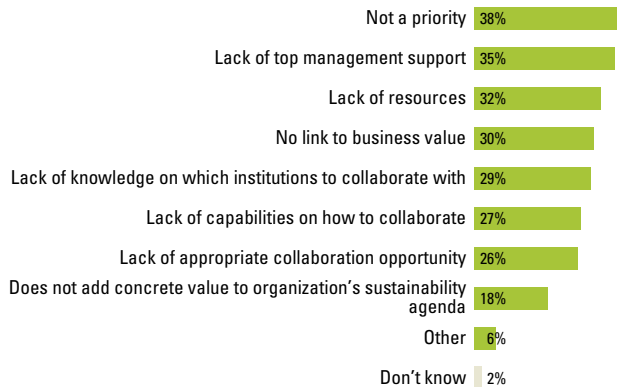 Not a priority 38%
Lack of top management support 35%
Lack of resources 32%
No link to business value 30%
Lack of knowledge on which institutions to collaborate with 29%
Lack of capabilities on how to collaborate 27%
Lack of appropriate collaboration opportunity 26%
Does not add concrete value to organization's sustainability
agenda 18%
Other 6%
Don't know 2%